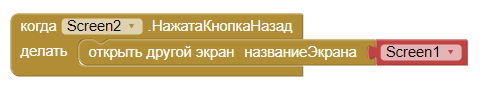 когда Screen2 .НажатаКнопкаНазад
делать открыть другой экран названиеЭкрана Screen1